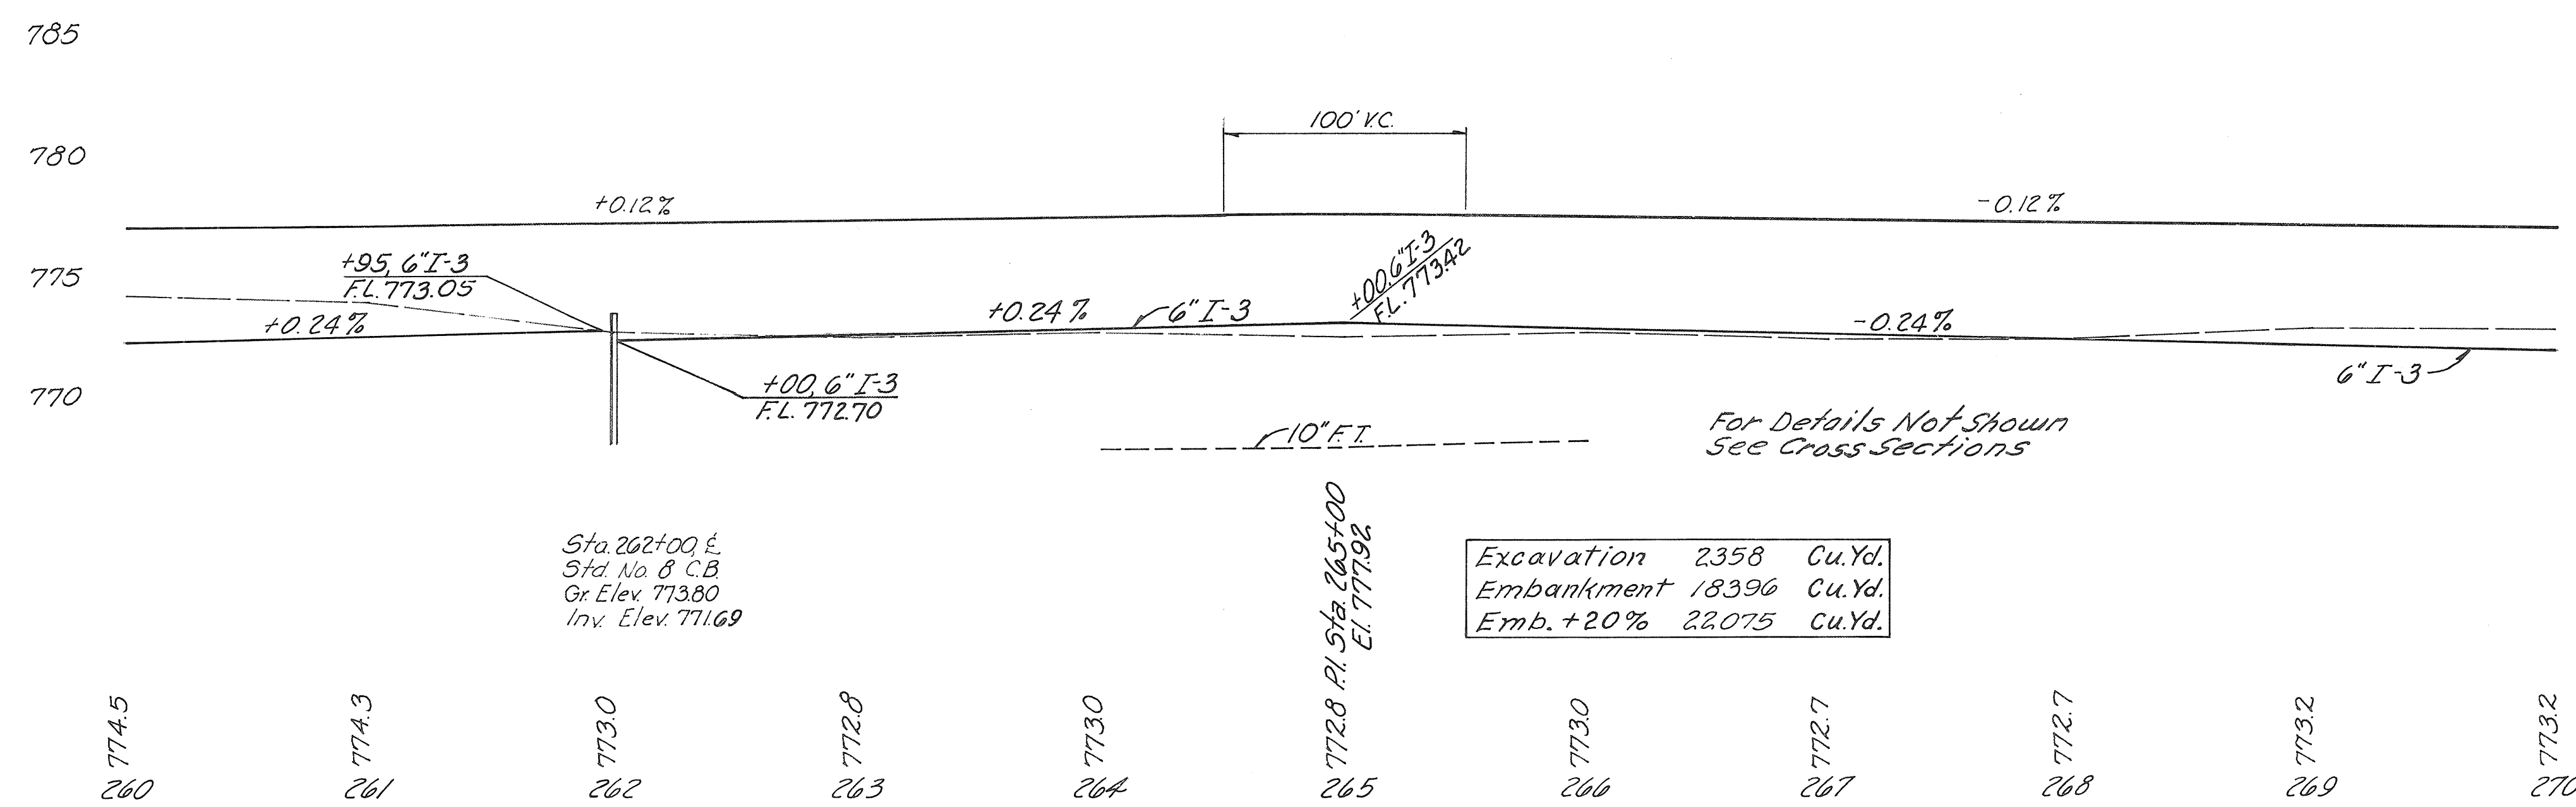 785
100' V.C.
780
+0.12%
-0.12%
775
+95, 6" I-3
F.L. 773.05
+0.24%
+0.24%
6" I-3
+00, 6" I-3
F.L. 773.42
-0.24%
770
+00, 6" I-3
F.L. 772.70
6" I-3
10" F.T.
For Details Not Shown
See Cross Sections
Sta. 262+00, ℄
Std. No. 8 C.B.
Gr. Elev. 773.80
Inv. Elev. 771.69
P.I. Sta. 265+00
El. 777.92
Excavation 2358 Cu.Yd.
Embankment 18396 Cu.Yd.
Emb. +20% 22075 Cu.Yd.
774.5 774.3 773.0 772.8 773.0 772.8 773.0 772.7 772.7 773.2 773.2
260 261 262 263 264 265 266 267 268 269 270